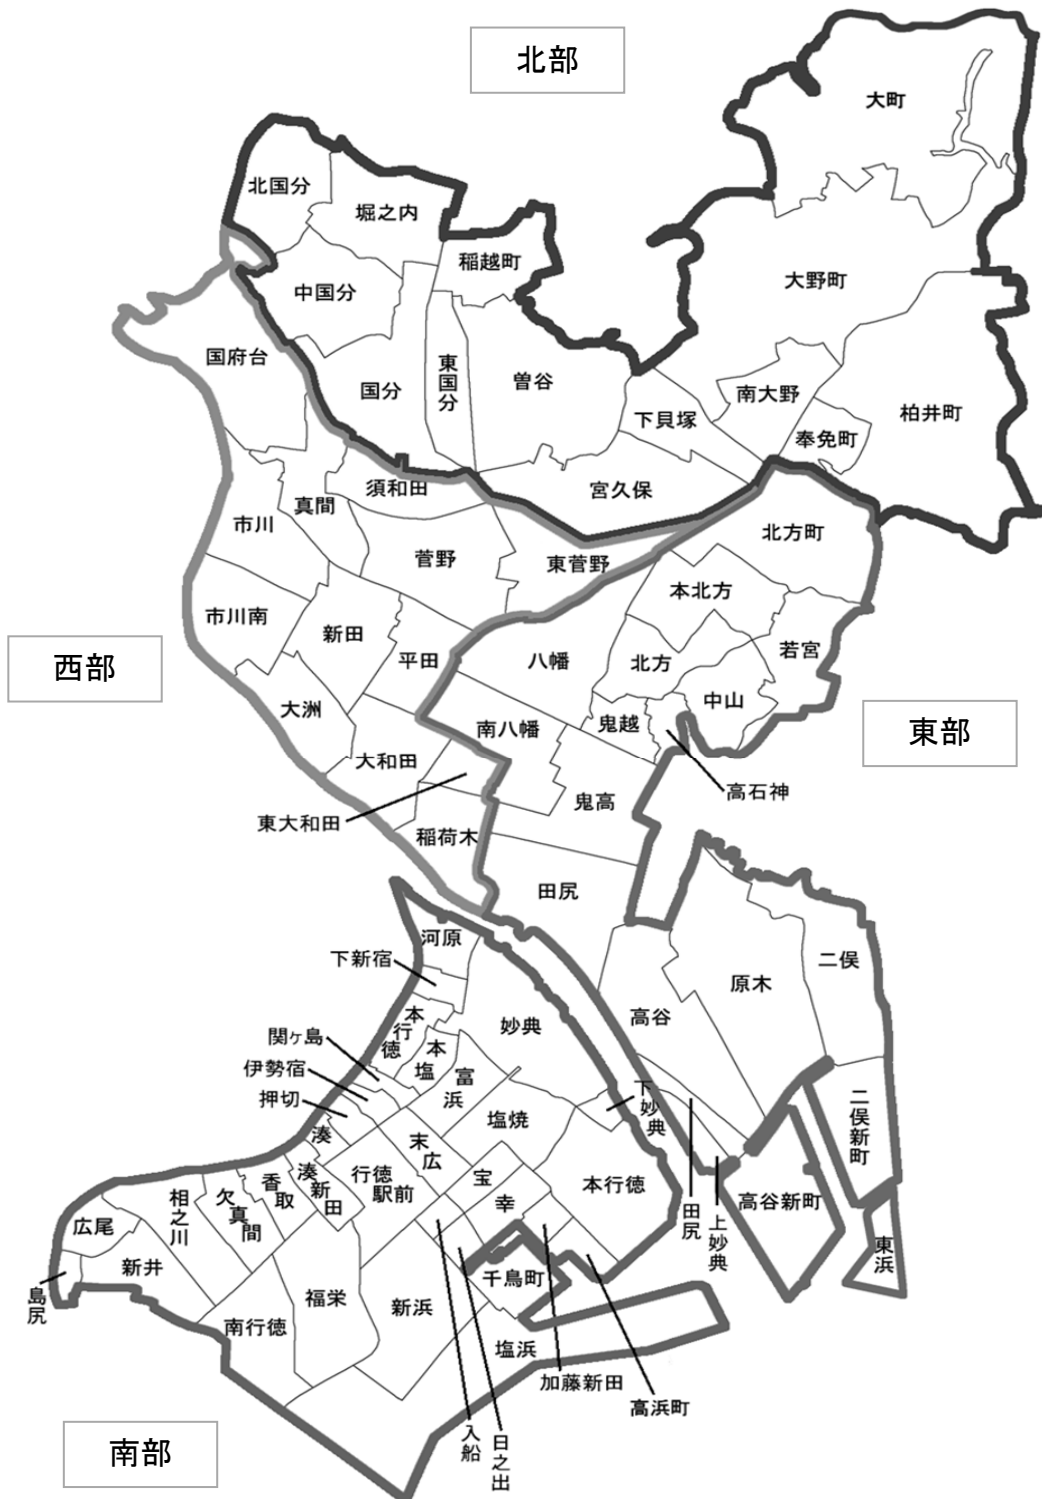 北部
大町
北国分
堀之内
稲越町
大野町
中国分
国府台
東国分
曽谷
国分
南大野
下貝塚
柏井町
奉免町
須和田
宮久保
真間
市川
北方町
菅野
東菅野
本北方
市川南
新田
若宮
西部
平田
八幡
北方
大洲
中山
南八幡
鬼越
東部
大和田
高石神
鬼高
東大和田
稲荷木
田尻
河原
下新宿
二俣
原木
本行徳
高谷
妙典
関ヶ島
本塩
伊勢宿
富浜
押切
下妙典
二俣新町
塩焼
湊
末広
行徳駅前
宝
本行徳
湊新田
香取
幸
高谷新町
相之川
欠真間
田尻
広尾
上妙典
東浜
新井
千鳥町
島尻
福栄
新浜
南行徳
塩浜
加藤新田
高浜町
入船
日之出
南部